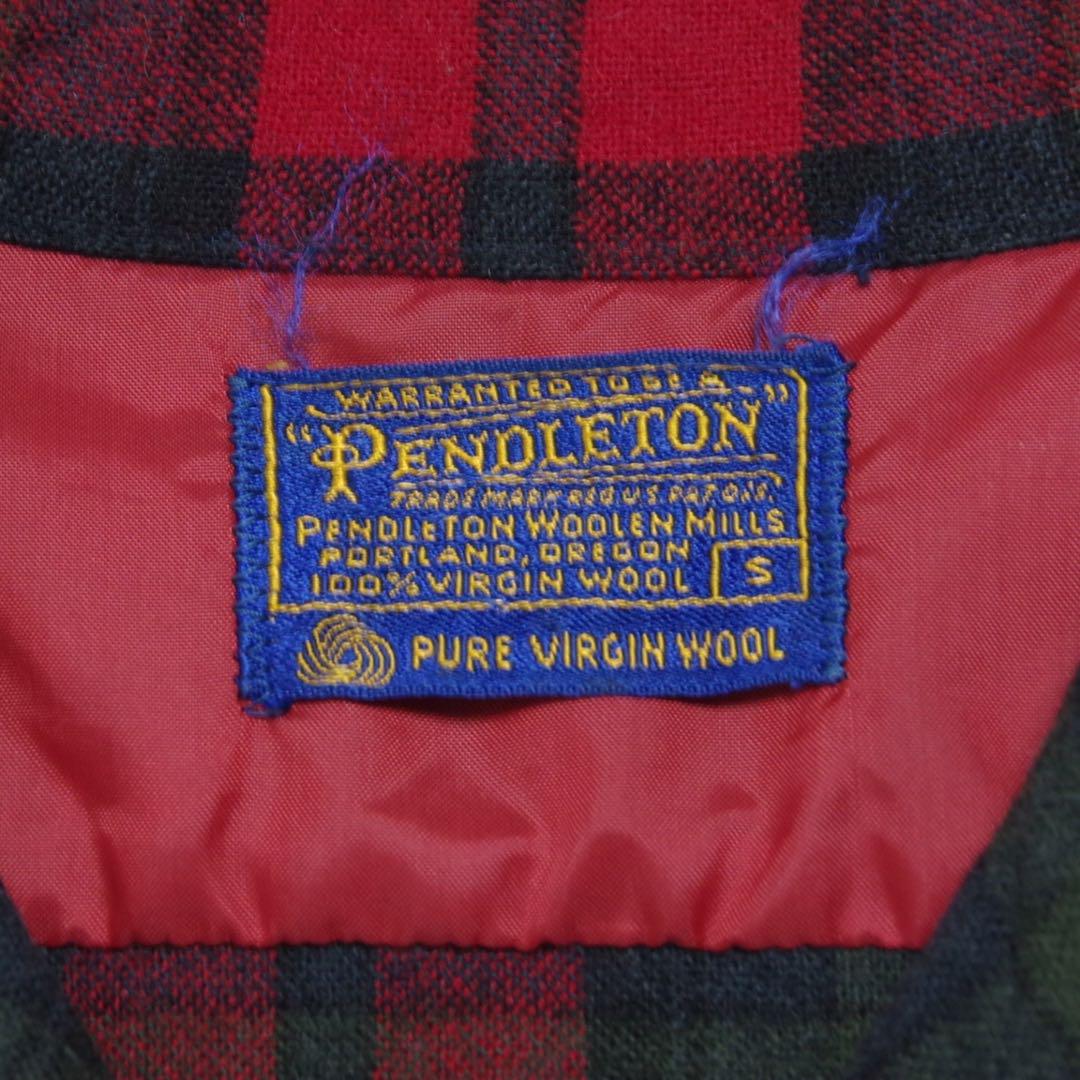 WARRANTED TO BE A
"PENDLETON"
TRADE MARK REG U.S. PAT OFF.
PENDLETON WOOLEN MILLS
PORTLAND, OREGON
100% VIRGIN WOOL
S
PURE VIRGIN WOOL